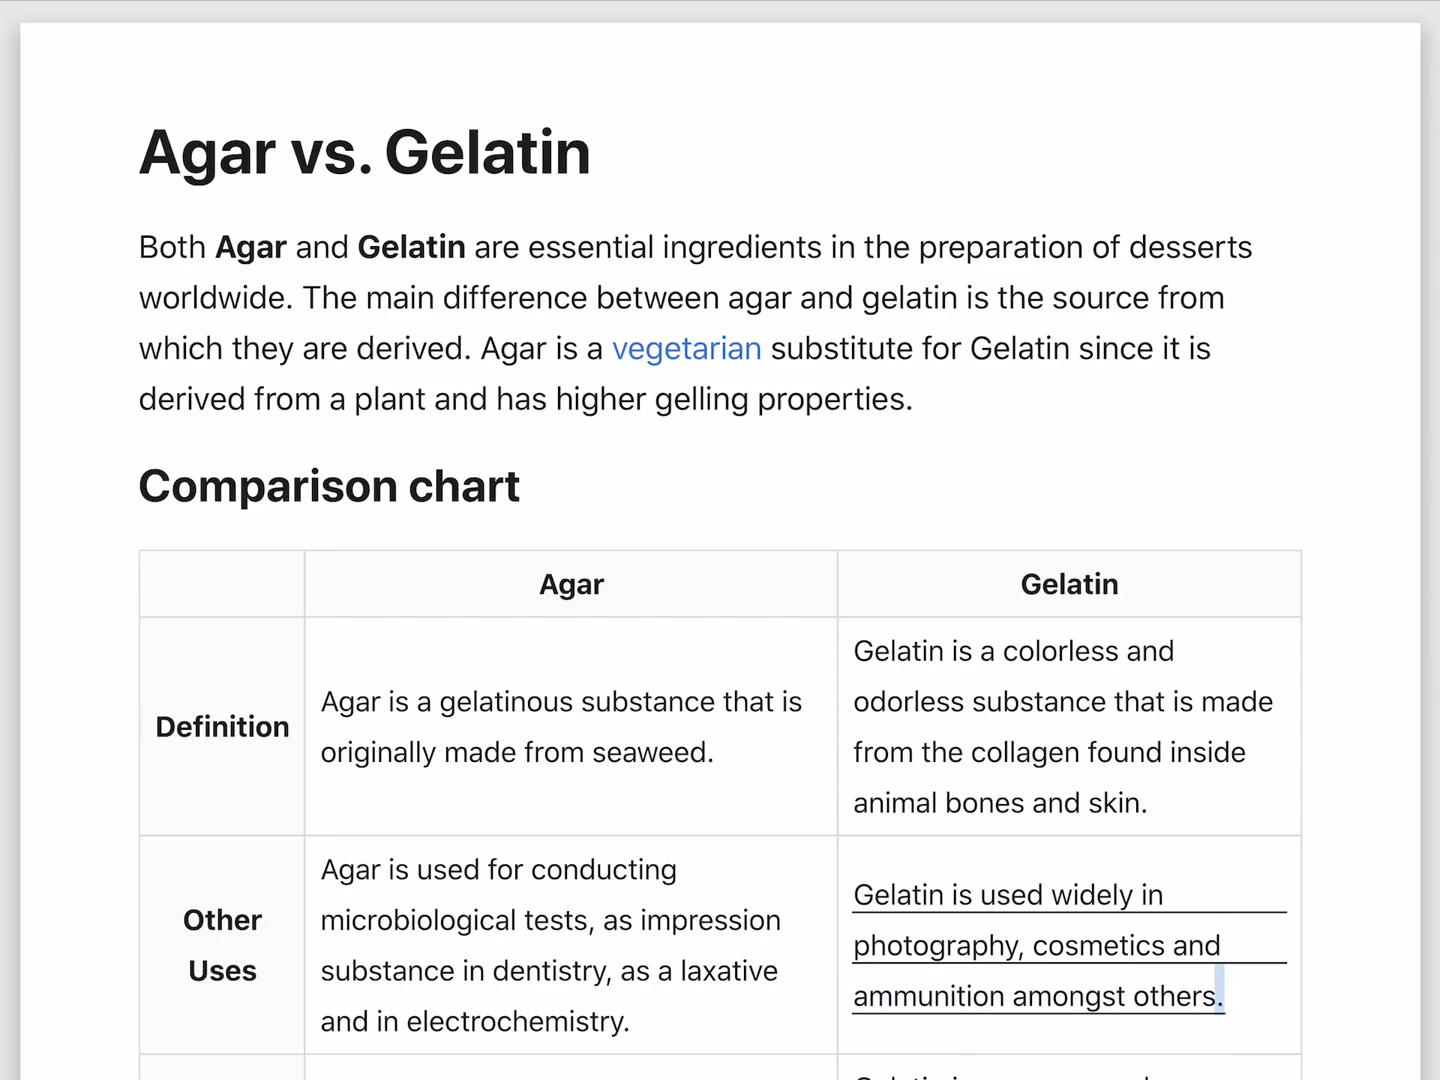 Agar vs. Gelatin
Both Agar and Gelatin are essential ingredients in the preparation of desserts
worldwide. The main difference between agar and gelatin is the source from
which they are derived. Agar is a vegetarian substitute for Gelatin since it is
derived from a plant and has higher gelling properties.
Comparison chart
Agar
Gelatin
Definition
Agar is a gelatinous substance that is
originally made from seaweed.
Gelatin is a colorless and
odorless substance that is made
from the collagen found inside
animal bones and skin.
Other
Uses
Agar is used for conducting
microbiological tests, as impression
substance in dentistry, as a laxative
and in electrochemistry.
Gelatin is used widely in
photography, cosmetics and
ammunition amongst others.